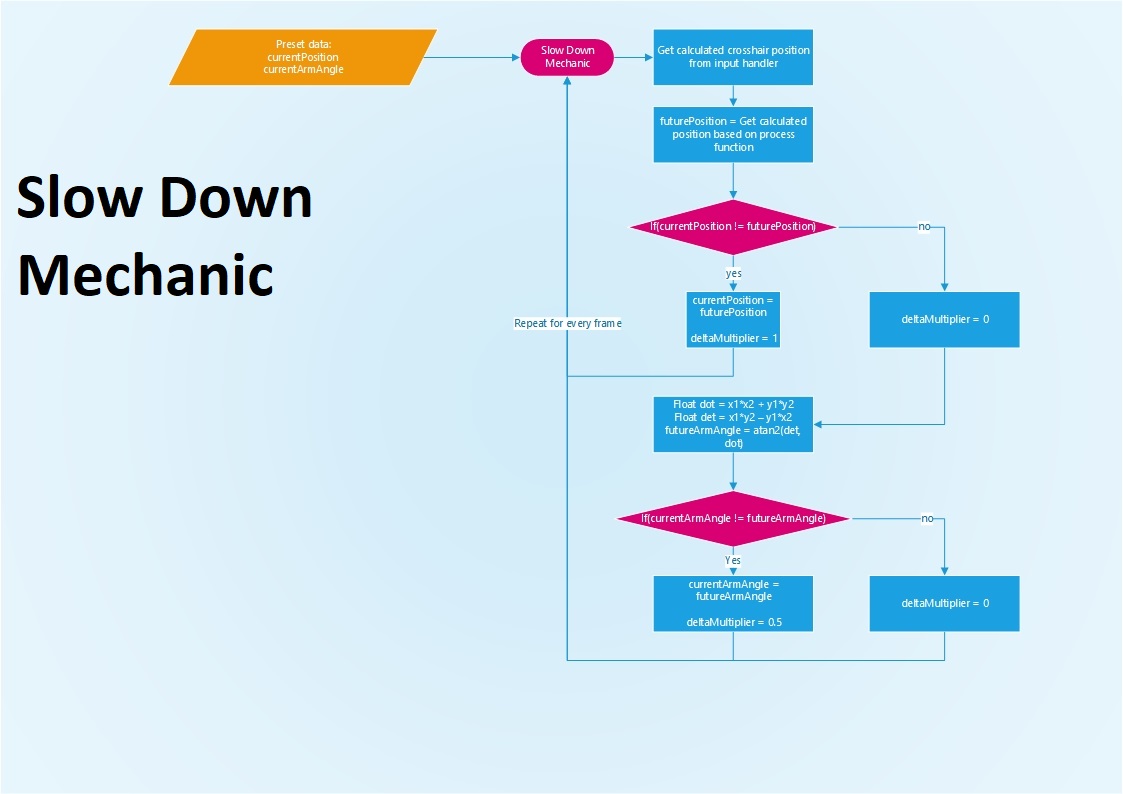 Preset data:
currentPosition
currentArmAngle
Slow Down
Mechanic
Get calculated crosshair position
from input handler
futurePosition = Get calculated
position based on process
function
Slow Down
Mechanic
If(currentPosition != futurePosition)
no
yes
currentPosition =
futurePosition
deltaMultiplier = 1
deltaMultiplier = 0
Repeat for every frame
Float dot = x1*x2 + y1*y2
Float det = x1*y2 – y1*x2
futureArmAngle = atan2(det,
dot)
If(currentArmAngle != futureArmAngle)
no
Yes
currentArmAngle =
futureArmAngle
deltaMultiplier = 0.5
deltaMultiplier = 0